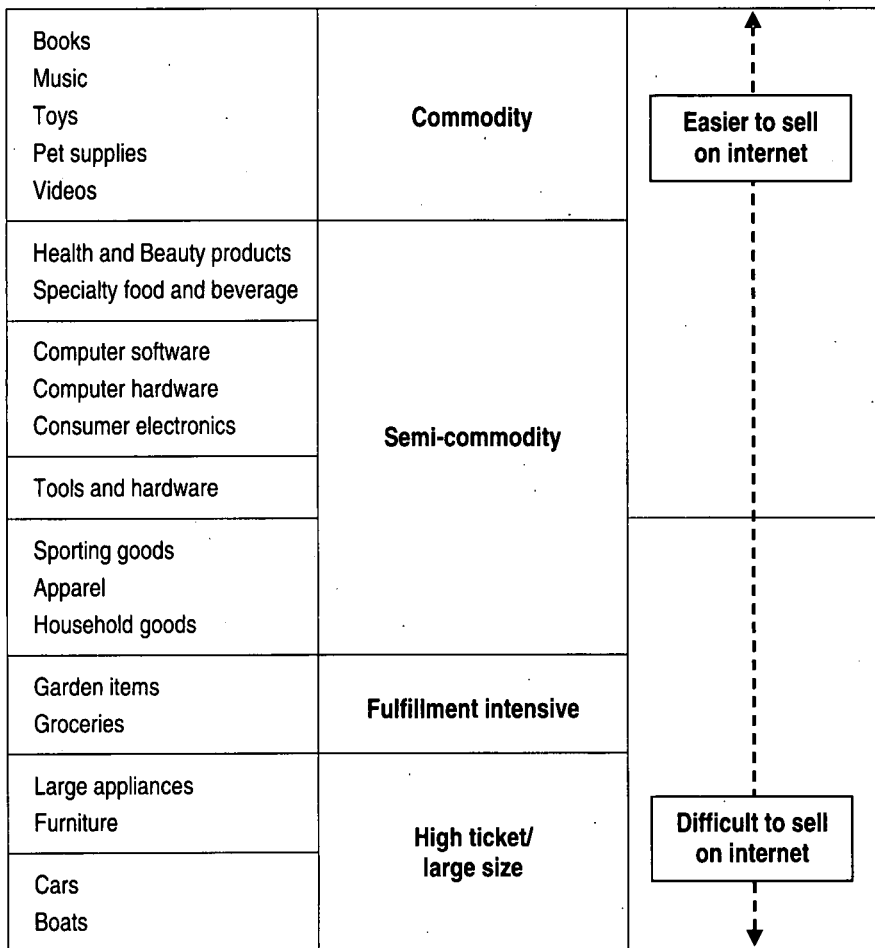 Books
Music
Toys
Pet supplies
Videos
Commodity
Easier to sell
on internet
Health and Beauty products
Specialty food and beverage
Computer software
Computer hardware
Consumer electronics
Tools and hardware
Sporting goods
Apparel
Household goods
Semi-commodity
Garden items
Groceries
Fulfillment intensive
Large appliances
Furniture
Cars
Boats
High ticket/
large size
Difficult to sell
on internet